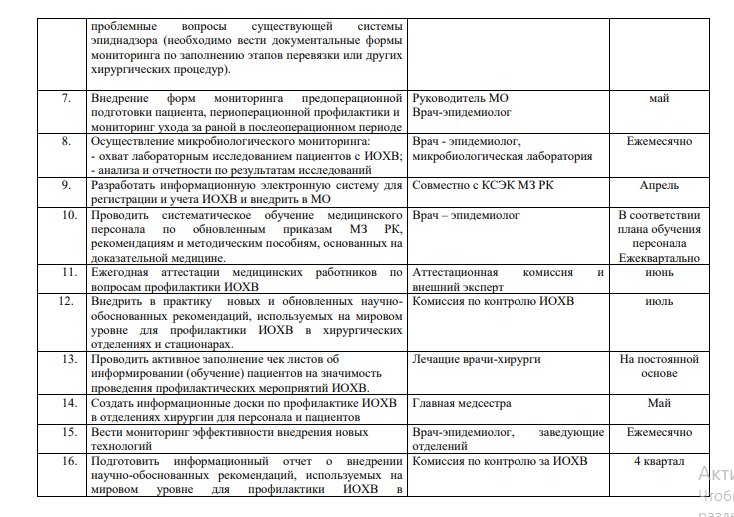 проблемные вопросы существующей системы
эпиднадзора (необходимо вести документальные формы
мониторинга по заполнению этапов перевязки или других
хирургических процедур).
7. Внедрение форм мониторинга предоперационной Руководитель МО май
подготовки пациента, периоперационной профилактики и Врач-эпидемиолог
мониторинг ухода за раной в послеоперационном периоде
8. Осуществление микробиологического мониторинга: Врач - эпидемиолог, Ежемесячно
- охват лабораторным исследованием пациентов с ИОХВ; микробиологическая лаборатория
- анализа и отчетности по результатам исследований
9. Разработать информационную электронную систему для Совместно с КСЭК МЗ РК Апрель
регистрации и учета ИОХВ и внедрить в МО
10. Проводить систематическое обучение медицинского Врач – эпидемиолог В соответствии
персонала по обновленным приказам МЗ РК, плана обучения
рекомендациям и методическим пособиям, основанных на персонала
доказательной медицине. Ежеквартально
11. Ежегодная аттестации медицинских работников по Аттестационная комиссия и июнь
вопросам профилактики ИОХВ внешний эксперт
12. Внедрить в практику новых и обновленных научно- Комиссия по контролю ИОХВ июль
обоснованных рекомендаций, используемых на мировом
уровне для профилактики ИОХВ в хирургических
отделениях и стационарах.
13. Проводить активное заполнение чек листов об Лечащие врачи-хирурги На постоянной
информировании (обучение) пациентов на значимость основе
проведения профилактических мероприятий ИОХВ.
14. Создать информационные доски по профилактике ИОХВ Главная медсестра Май
в отделениях хирургии для персонала и пациентов
15. Вести мониторинг эффективности внедрения новых Врач-эпидемиолог, заведующие Ежемесячно
технологий отделений
16. Подготовить информационный отчет о внедрении Комиссия по контролю за ИОХВ 4 квартал
научно-обоснованных рекомендаций, используемых на
мировом уровне для профилактики ИОХВ в